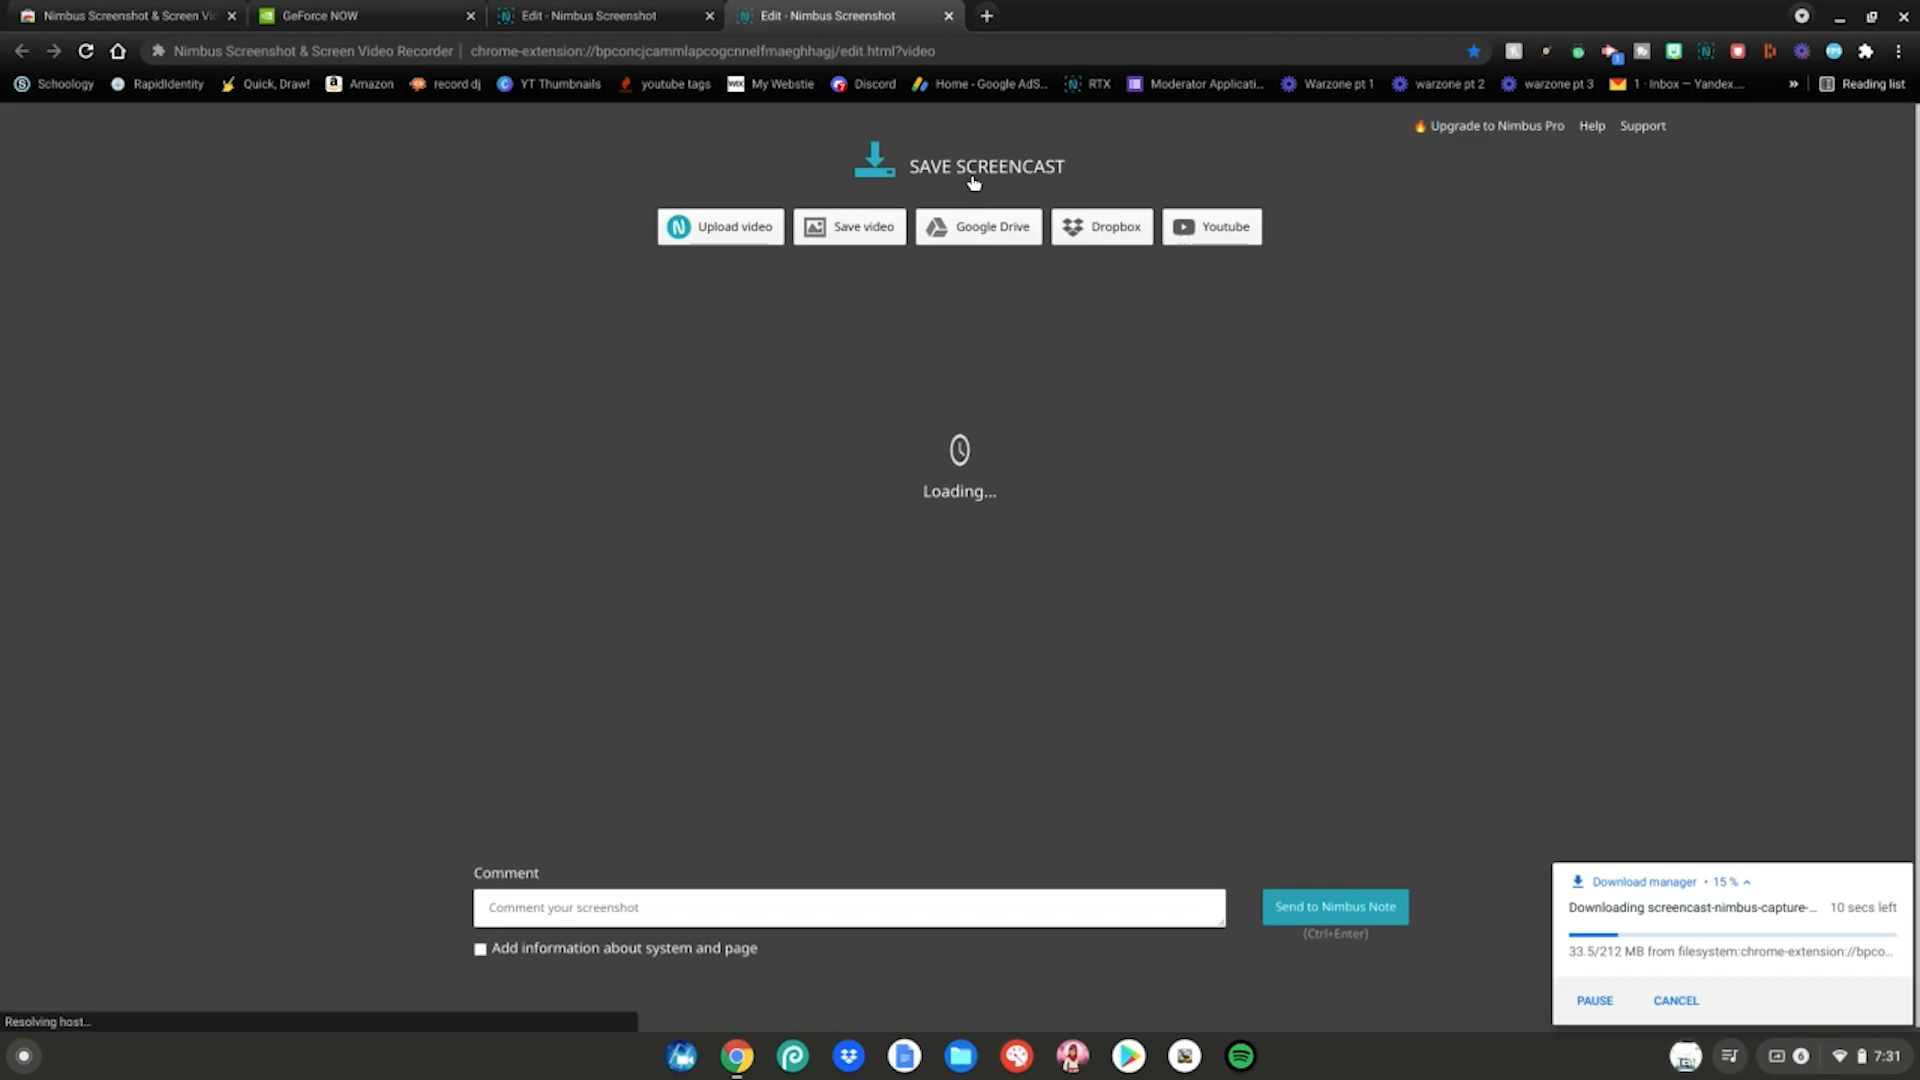 Nimbus Screenshot & Screen Vi
GeForce NOW
Edit - Nimbus Screenshot
Edit - Nimbus Screenshot
Nimbus Screenshot & Screen Video Recorder | chrome-extension://bpconcjcammlapcogcnnelfmaeghhagj/edit.html?video
Schoology
RapidIdentity
Quick, Draw!
Amazon
record dj
YT Thumbnails
youtube tags
My Webstie
Discord
Home - Google AdS...
RTX
Moderator Applicati...
Warzone pt 1
warzone pt 2
warzone pt 3
1 · Inbox — Yandex....
»
Reading list
Upgrade to Nimbus Pro
Help
Support
SAVE SCREENCAST
Upload video
Save video
Google Drive
Dropbox
Youtube
Loading...
Comment
Comment your screenshot
Send to Nimbus Note
(Ctrl+Enter)
Add information about system and page
Download manager • 15 %
Downloading screencast-nimbus-capture-... 10 secs left
33.5/212 MB from filesystem:chrome-extension://bpco...
PAUSE
CANCEL
Resolving host...
6
7:31